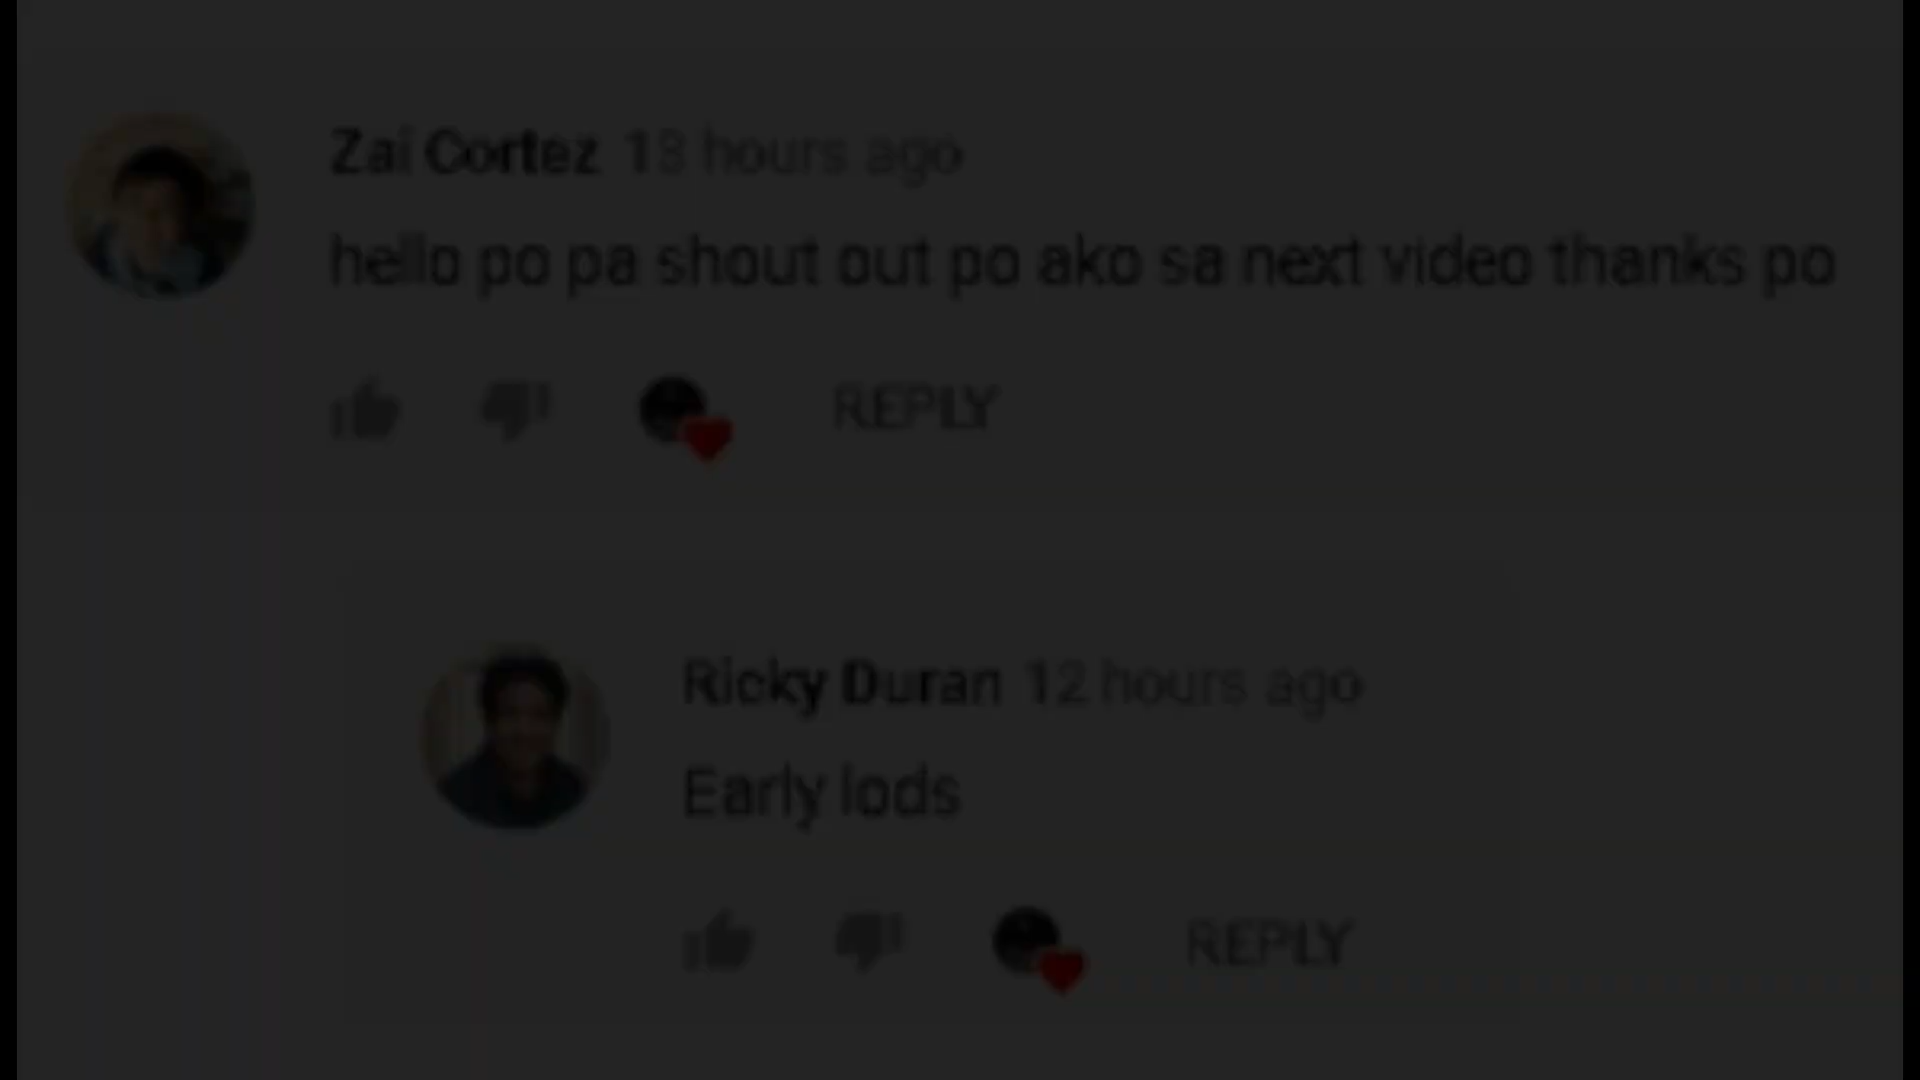 Zai Cortez 18 hours ago
hello po pa shout out po ako sa next video thanks po
REPLY
Ricky Duran 12 hours ago
Early lods
REPLY